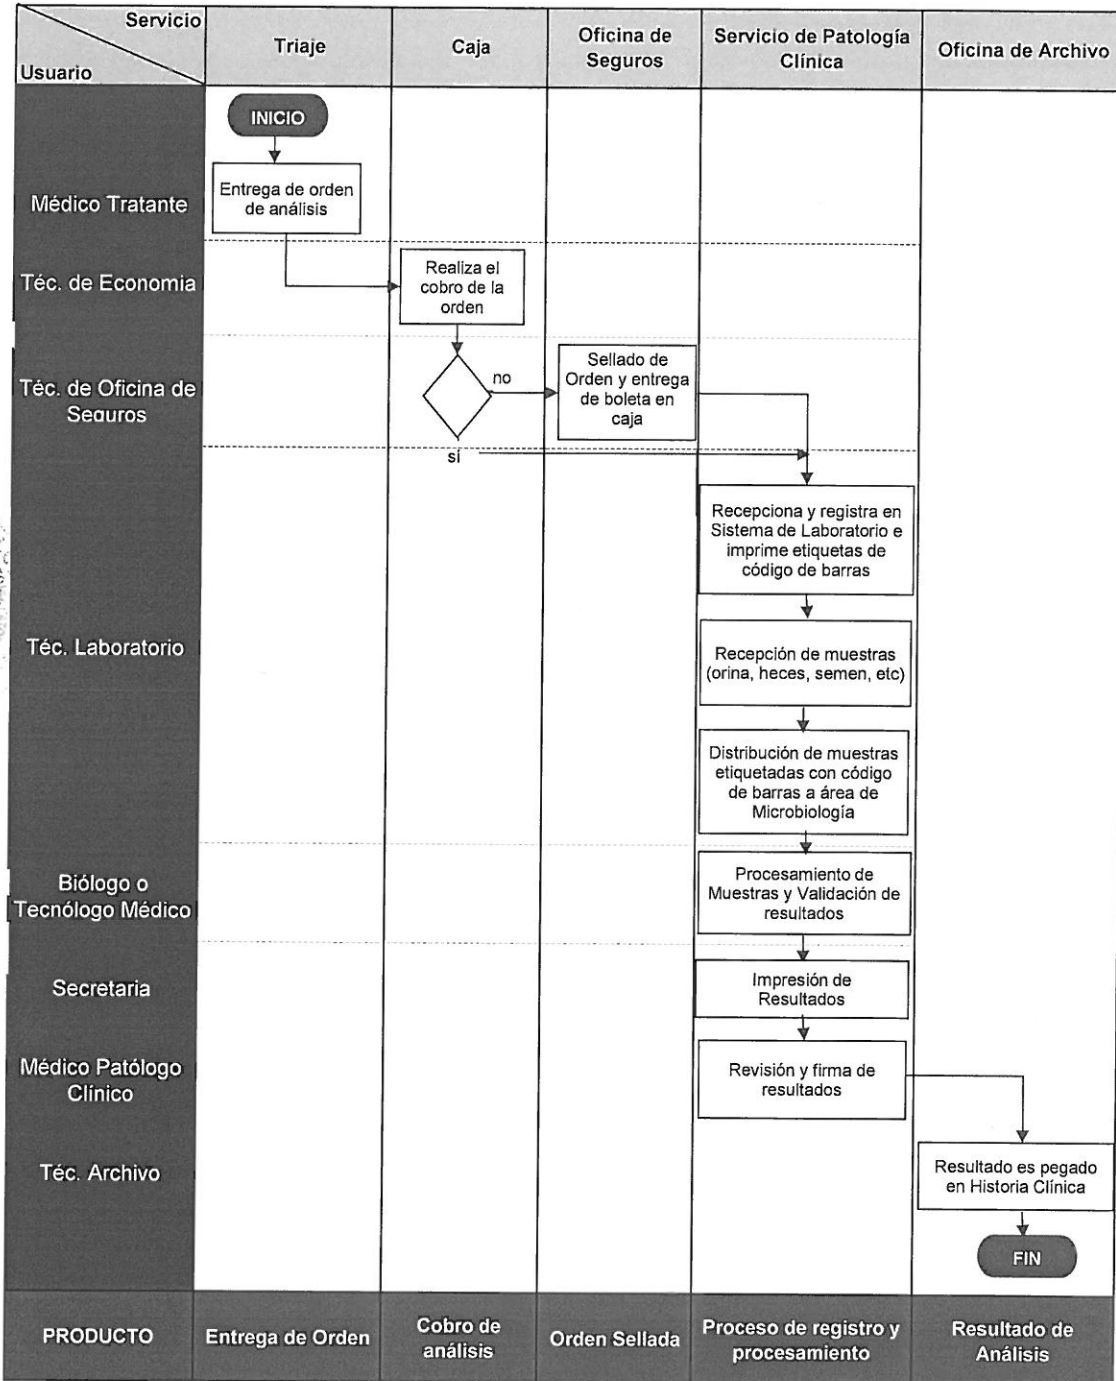 Servicio
Usuario
Triaje
Caja
Oficina de
Seguros
Servicio de Patología
Clínica
Oficina de Archivo
INICIO
Médico Tratante
Entrega de orden
de análisis
Téc. de Economia
Realiza el
cobro de la
orden
Téc. de Oficina de
Seguros
no
Sellado de
Orden y entrega
de boleta en
caja
sí
Recepciona y registra en
Sistema de Laboratorio e
imprime etiquetas de
código de barras
Téc. Laboratorio
Recepción de muestras
(orina, heces, semen, etc)
Distribución de muestras
etiquetadas con código
de barras a área de
Microbiología
Biólogo o
Tecnólogo Médico
Procesamiento de
Muestras y Validación de
resultados
Secretaria
Impresión de
Resultados
Médico Patólogo
Clínico
Revisión y firma de
resultados
Téc. Archivo
Resultado es pegado
en Historia Clínica
FIN
PRODUCTO
Entrega de Orden
Cobro de
análisis
Orden Sellada
Proceso de registro y
procesamiento
Resultado de
Análisis